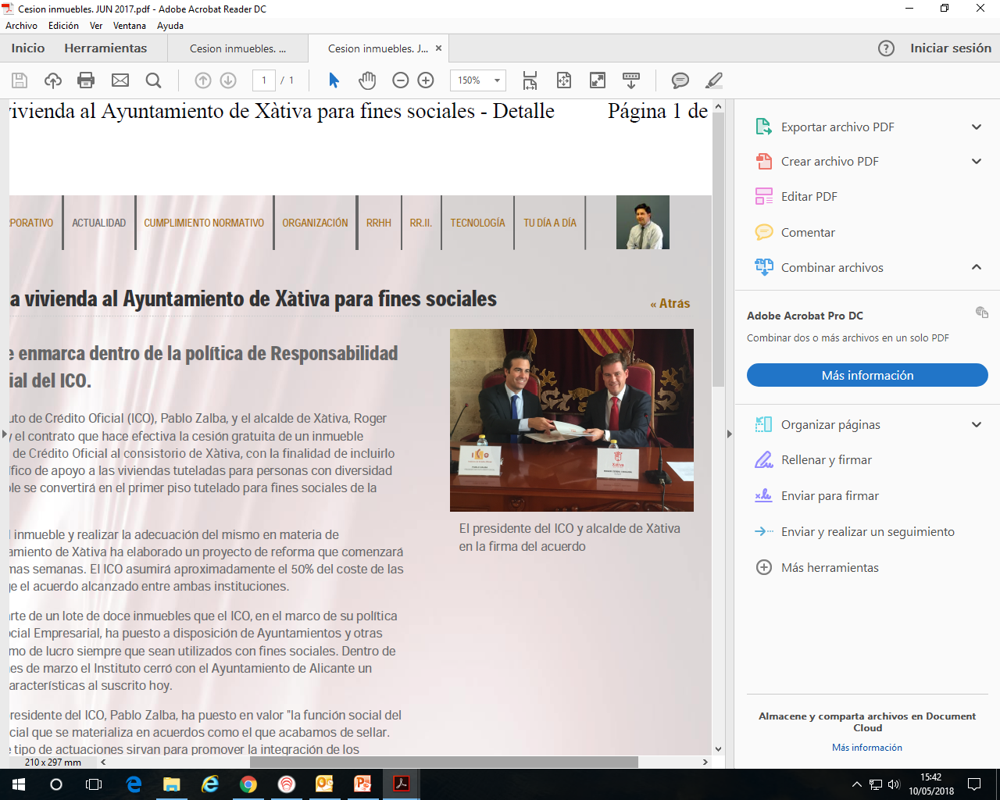 Cesion inmuebles. JUN 2017.pdf - Adobe Acrobat Reader DC
Archivo Edición Ver Ventana Ayuda
Inicio Herramientas Cesion inmuebles. ... Cesion inmuebles. J... × Iniciar sesión
1 / 1 150%
vivienda al Ayuntamiento de Xàtiva para fines sociales - Detalle Página 1 de
PORATIVO ACTUALIDAD CUMPLIMIENTO NORMATIVO ORGANIZACIÓN RRHH RR.II. TECNOLOGÍA TU DÍA A DÍA
a vivienda al Ayuntamiento de Xàtiva para fines sociales
« Atrás
e enmarca dentro de la política de Responsabilidad
ial del ICO.
uto de Crédito Oficial (ICO), Pablo Zalba, y el alcalde de Xàtiva, Roger
y el contrato que hace efectiva la cesión gratuita de un inmueble
de Crédito Oficial al consistorio de Xàtiva, con la finalidad de incluirlo
ífico de apoyo a las viviendas tuteladas para personas con diversidad
ble se convertirá en el primer piso tutelado para fines sociales de la
l inmueble y realizar la adecuación del mismo en materia de
amiento de Xàtiva ha elaborado un proyecto de reforma que comenzará
mas semanas. El ICO asumirá aproximadamente el 50% del coste de las
ge el acuerdo alcanzado entre ambas instituciones.
arte de un lote de doce inmuebles que el ICO, en el marco de su política
ocial Empresarial, ha puesto a disposición de Ayuntamientos y otras
mo de lucro siempre que sean utilizados con fines sociales. Dentro de
nes de marzo el Instituto cerró con el Ayuntamiento de Alicante un
aracterísticas al suscrito hoy.
residente del ICO, Pablo Zalba, ha puesto en valor "la función social del
cial que se materializa en acuerdos como el que acabamos de sellar.
e tipo de actuaciones sirvan para promover la integración de los
Xàtiva
El presidente del ICO y alcalde de Xàtiva
en la firma del acuerdo
210 x 297 mm
Exportar archivo PDF
Crear archivo PDF
Editar PDF
Comentar
Combinar archivos
Adobe Acrobat Pro DC
Combinar dos o más archivos en un solo PDF
Más información
Organizar páginas
Rellenar y firmar
Enviar para firmar
Enviar y realizar un seguimiento
Más herramientas
Almacene y comparta archivos en Document
Cloud
Más información
15:42
10/05/2018